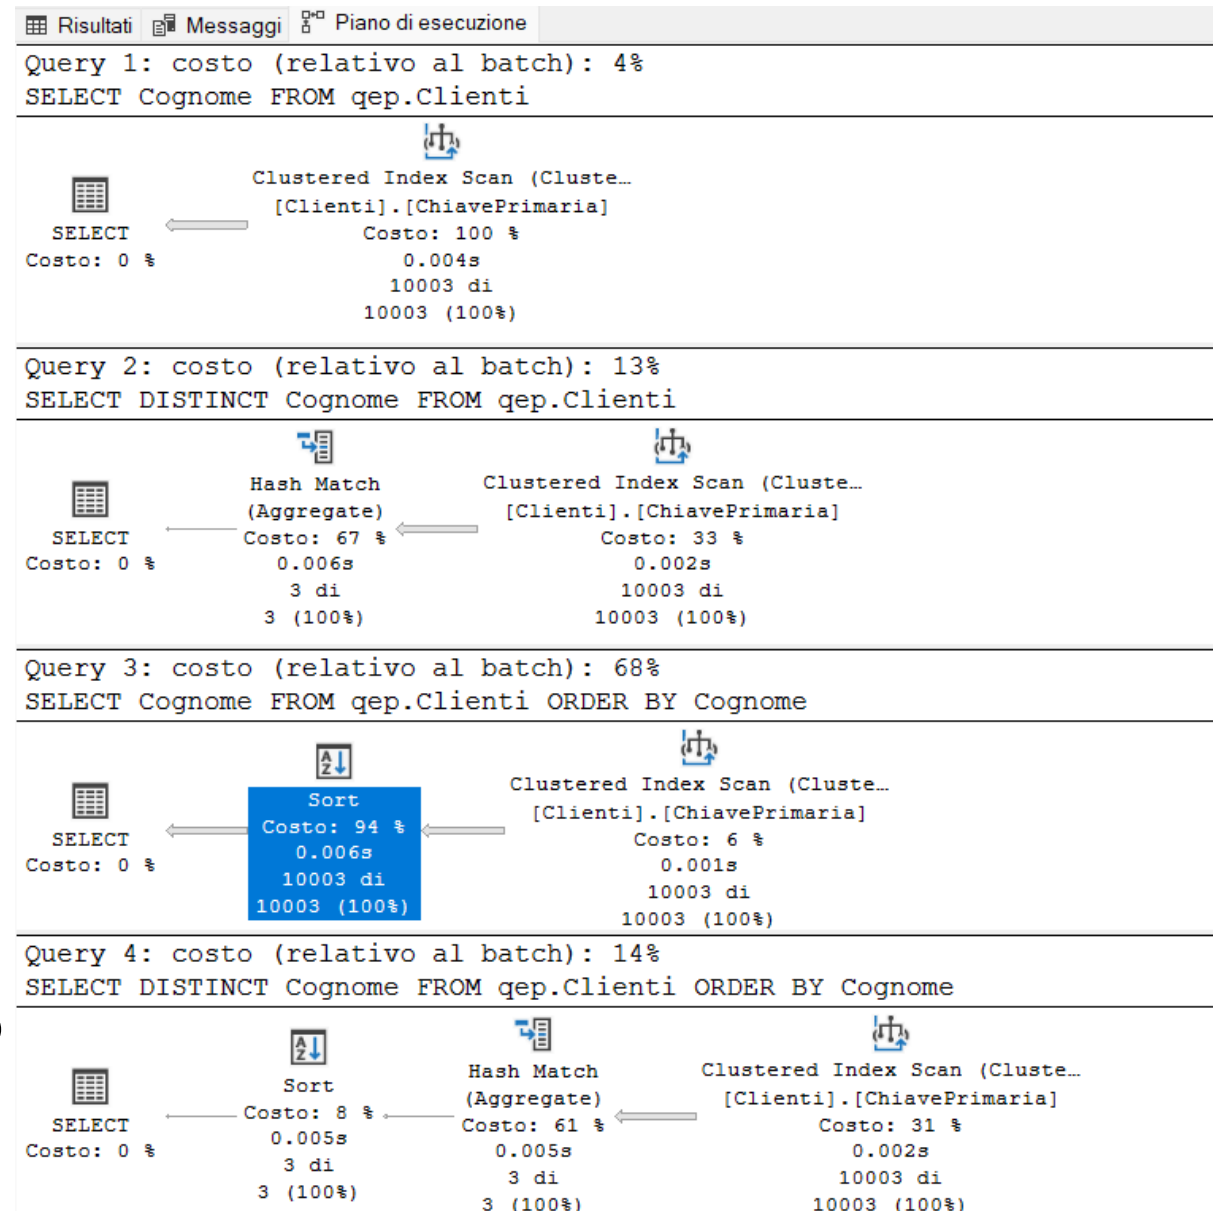 Risultati Messaggi Piano di esecuzione
Query 1: costo (relativo al batch): 4%
SELECT Cognome FROM qep.Clienti
Clustered Index Scan (Cluste…
[Clienti].[ChiavePrimaria]
Costo: 100 %
0.004s
10003 di
10003 (100%)
SELECT
Costo: 0 %
Query 2: costo (relativo al batch): 13%
SELECT DISTINCT Cognome FROM qep.Clienti
SELECT
Costo: 0 %
Hash Match
(Aggregate)
Costo: 67 %
0.006s
3 di
3 (100%)
Clustered Index Scan (Cluste…
[Clienti].[ChiavePrimaria]
Costo: 33 %
0.002s
10003 di
10003 (100%)
Query 3: costo (relativo al batch): 68%
SELECT Cognome FROM qep.Clienti ORDER BY Cognome
SELECT
Costo: 0 %
Sort
Costo: 94 %
0.006s
10003 di
10003 (100%)
Clustered Index Scan (Cluste…
[Clienti].[ChiavePrimaria]
Costo: 6 %
0.001s
10003 di
10003 (100%)
Query 4: costo (relativo al batch): 14%
SELECT DISTINCT Cognome FROM qep.Clienti ORDER BY Cognome
SELECT
Costo: 0 %
Sort
Costo: 8 %
0.005s
3 di
3 (100%)
Hash Match
(Aggregate)
Costo: 61 %
0.005s
3 di
3 (100%)
Clustered Index Scan (Cluste…
[Clienti].[ChiavePrimaria]
Costo: 31 %
0.002s
10003 di
10003 (100%)